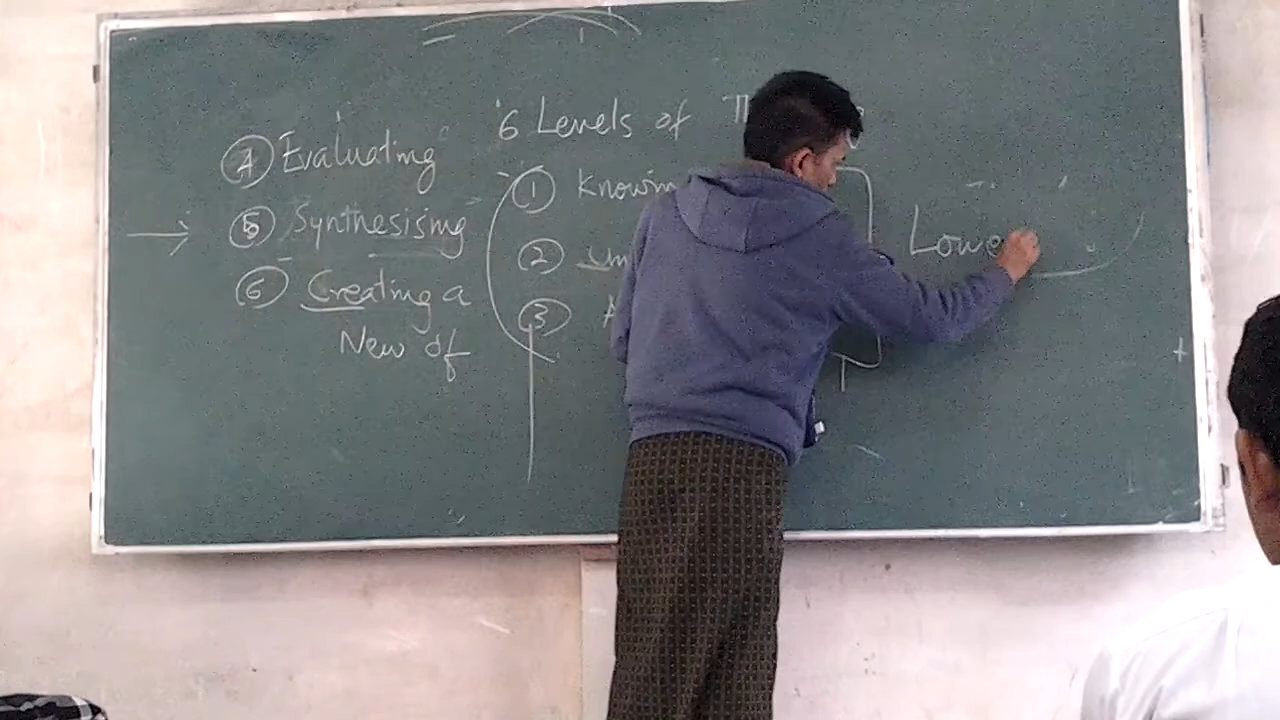 6 Levels of
① Knowin
② Un
③ A
Lowe
④ Evaluating
⑤ Synthesising
⑥ Creating a
New of